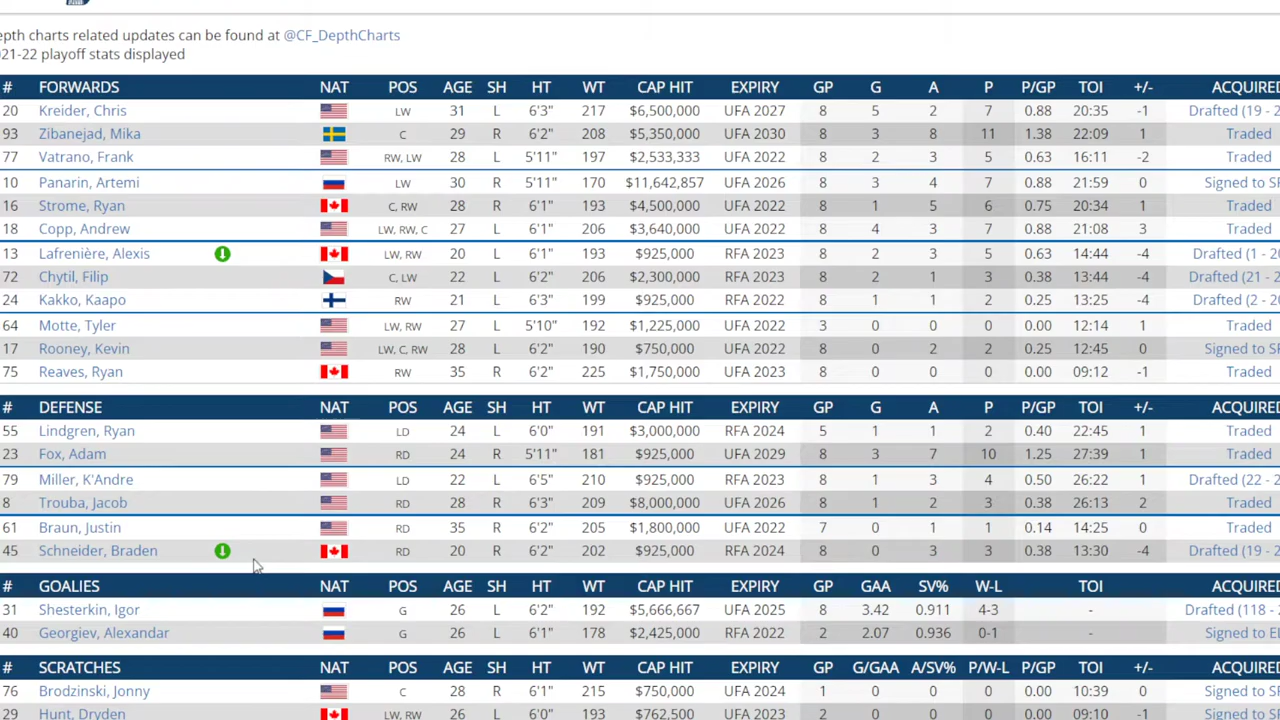 epth charts related updates can be found at @CF_DepthCharts
021-22 playoff stats displayed
# FORWARDS NAT POS AGE SH HT WT CAP HIT EXPIRY GP G A P P/GP TOI +/- ACQUIRED
20 Kreider, Chris LW 31 L 6'3" 217 $6,500,000 UFA 2027 8 5 2 7 0.88 20:35 -1 Drafted (19 - 2
93 Zibanejad, Mika C 29 R 6'2" $5,350,000 UFA 2030 8 3 8 11 1.38 22:09 1 Traded
77 Vatrano, Frank RW, LW 28 L 5'11" $2,533,333 UFA 2022 8 2 3 5 0.63 16:11 -2 Traded
10 Panarin, Artemi LW 30 R 5'11" 170 $11,642,857 UFA 2026 8 3 4 7 0.88 21:59 0 Signed to SP
16 Strome, Ryan C, RW 28 R 6'1" 193 $4,500,000 UFA 2022 8 1 5 6 0.75 20:34 1 Traded
18 Copp, Andrew LW, RW, C 27 L 6'1" 206 $3,640,000 UFA 2022 8 4 3 7 0.88 21:08 3 Traded
13 Lafrenière, Alexis LW, RW 20 L 6'1" 193 $925,000 RFA 2023 8 2 3 5 0.63 14:44 -4 Drafted (1 - 20
72 Chytil, Filip C, LW 22 L 6'2" $2,300,000 RFA 2023 8 2 1 3 13:44 -4 Drafted (21 - 2
24 Kakko, Kaapo RW 21 L 6'3" $925,000 RFA 2022 8 1 1 2 0.25 13:25 -4 Drafted (2 - 2
64 Motte, Tyler LW, RW 27 L 5'10" 192 $1,225,000 UFA 2022 3 0 0 0 0.00 12:14 1 Traded
17 Rooney, Kevin LW, C, RW 28 L 6'2" 190 $750,000 UFA 2022 8 0 2 2 0.25 12:45 0 Signed to SP
75 Reaves, Ryan RW 35 R 6'2" 225 $1,750,000 UFA 2023 8 0 0 0 0.00 09:12 -1 Traded
# DEFENSE NAT POS AGE SH HT WT CAP HIT EXPIRY GP G A P P/GP TOI +/- ACQUIRED
55 Lindgren, Ryan LD 24 L 6'0" $3,000,000 RFA 2024 5 2 22:45 1 Traded
23 Fox, Adam RD 24 R 5'11" $925,000 UFA 2029 8 3 7 10 1.25 27:39 1 Traded
79 Miller, K'Andre LD 22 L 6'5" 210 $925,000 RFA 2023 8 1 3 4 0.50 26:22 1 Drafted (22 - 2
8 Trouba, Jacob RD 28 R 6'3" $8,000,000 UFA 2026 8 1 2 3 0.38 26:13 2 Traded
61 Braun, Justin RD 35 R 6'2" $1,800,000 UFA 2022 7 0 1 1 0.14 14:25 0 Traded
45 Schneider, Braden RD 20 R 6'2" 202 $925,000 RFA 2024 8 0 3 3 0.38 13:30 -4 Drafted (19 - 2
# GOALIES NAT POS AGE SH HT WT CAP HIT EXPIRY GP GAA SV% W-L TOI ACQUIRED
31 Shesterkin, Igor G 26 L 6'2" 192 $5,666,667 UFA 2025 8 3.42 0.911 4-3 - Drafted (118 - 2
40 Georgiev, Alexandar G 26 L 6'1" $2,425,000 RFA 2022 2 2.07 0.936 0-1 - Signed to EL
# SCRATCHES NAT POS AGE SH HT WT CAP HIT EXPIRY GP G/GAA A/SV% P/W-L P/GP TOI +/- ACQUIRED
76 Brodzinski, Jonny C 28 R 6'1" $750,000 UFA 2024 1 0 0 0 0.00 10:39 0 Signed to SP
29 Hunt, Dryden LW, RW 26 L 6'0" 193 $762,500 UFA 2023 2 0 0 0 0.00 09:10 -1 Signed to SP